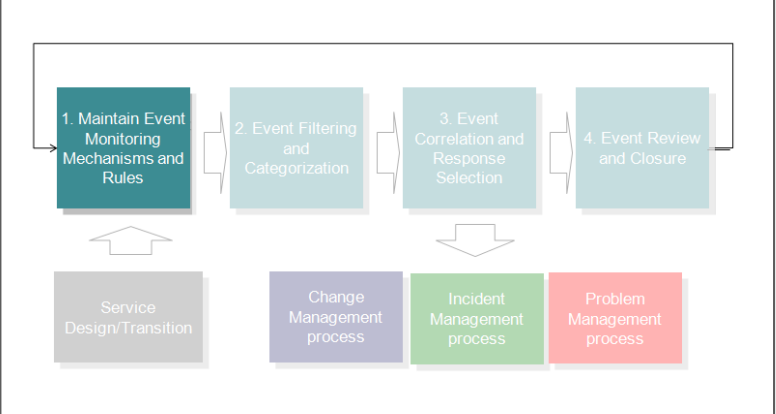 1. Maintain Event
Monitoring
Mechanisms and
Rules
2. Event Filtering
and
Categorization
3. Event
Correlation and
Response
Selection
4. Event Review
and Closure
Service
Design/Transition
Change
Management
process
Incident
Management
process
Problem
Management
process